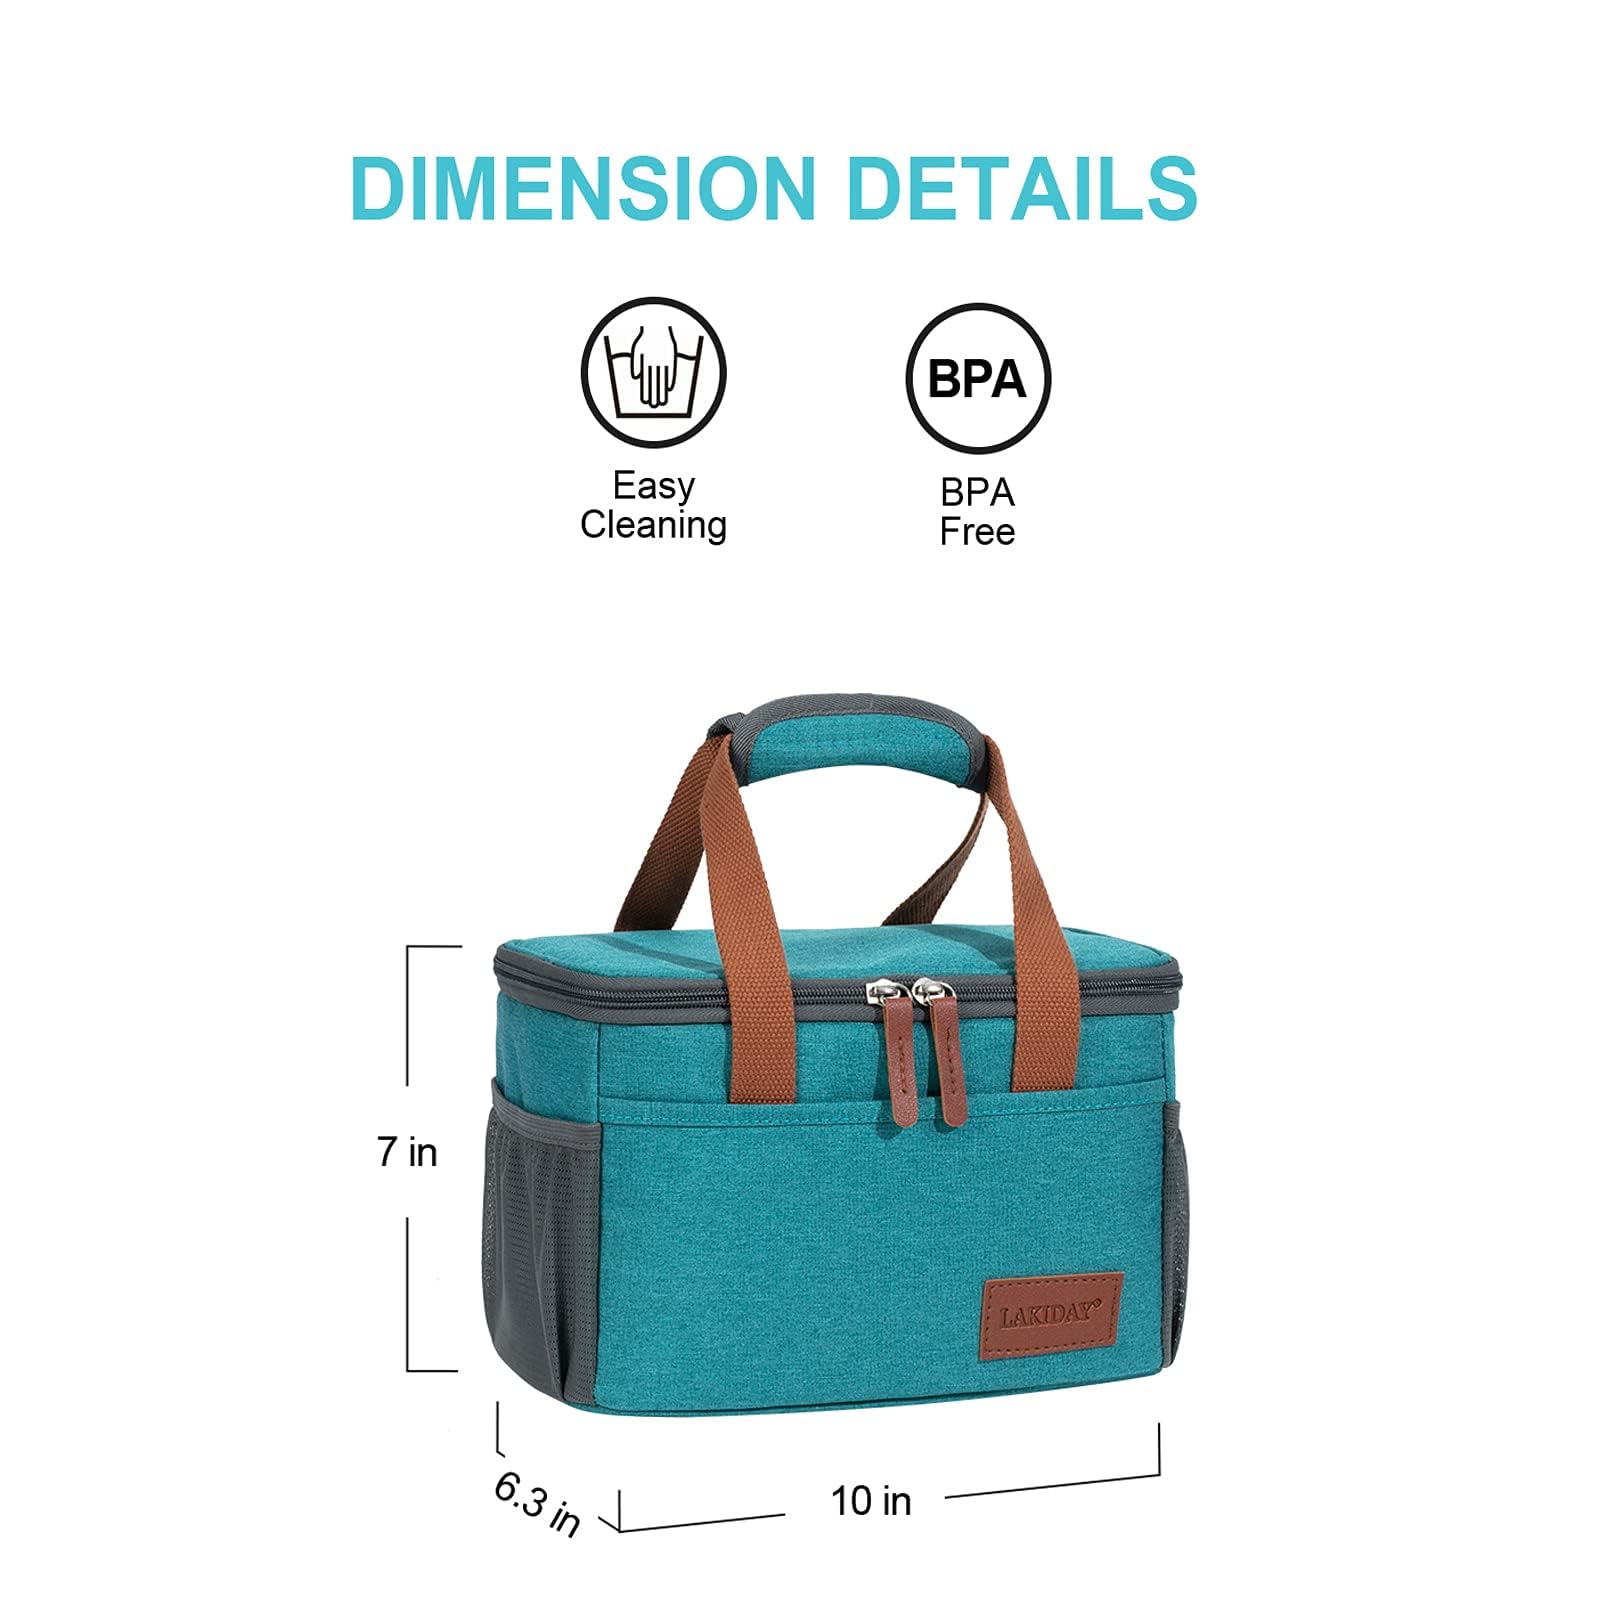 DIMENSION DETAILS
BPA
Easy
Cleaning
BPA
Free
7 in
LAKIDAY®
6.3 in
10 in